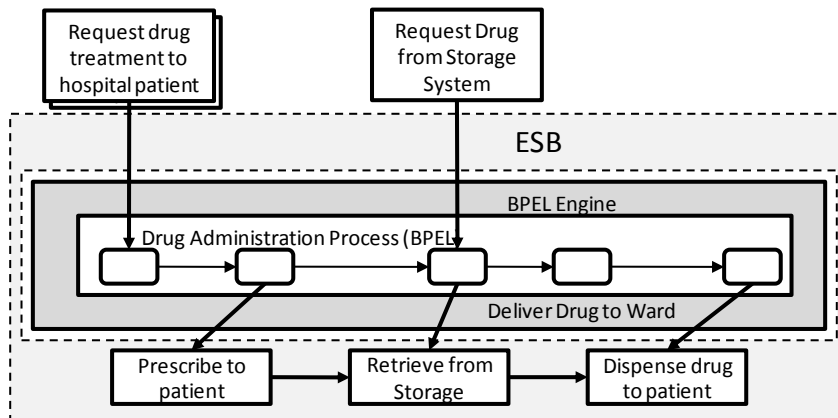 Request drug
treatment to
hospital patient
Request Drug
from Storage
System
ESB
BPEL Engine
Drug Administration Process (BPEL
Deliver Drug to Ward
Prescribe to
patient
Retrieve from
Storage
Dispense drug
to patient